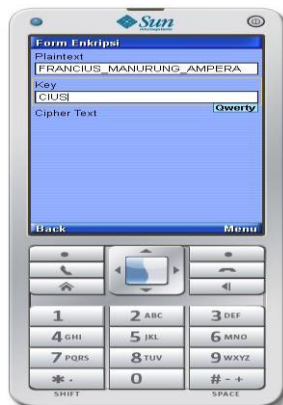 Sun
Form Enkripsi
Plaintext
FRANCIUS_MANURUNG_AMPERA
Key
CIUS
Qwerty
Cipher Text
Back Menu
1 2 ABC 3 DEF
4 GHI 5 JKL 6 MNO
7 PQRS 8 TUV 9 WXYZ
* . 0 # - +
SHIFT SPACE